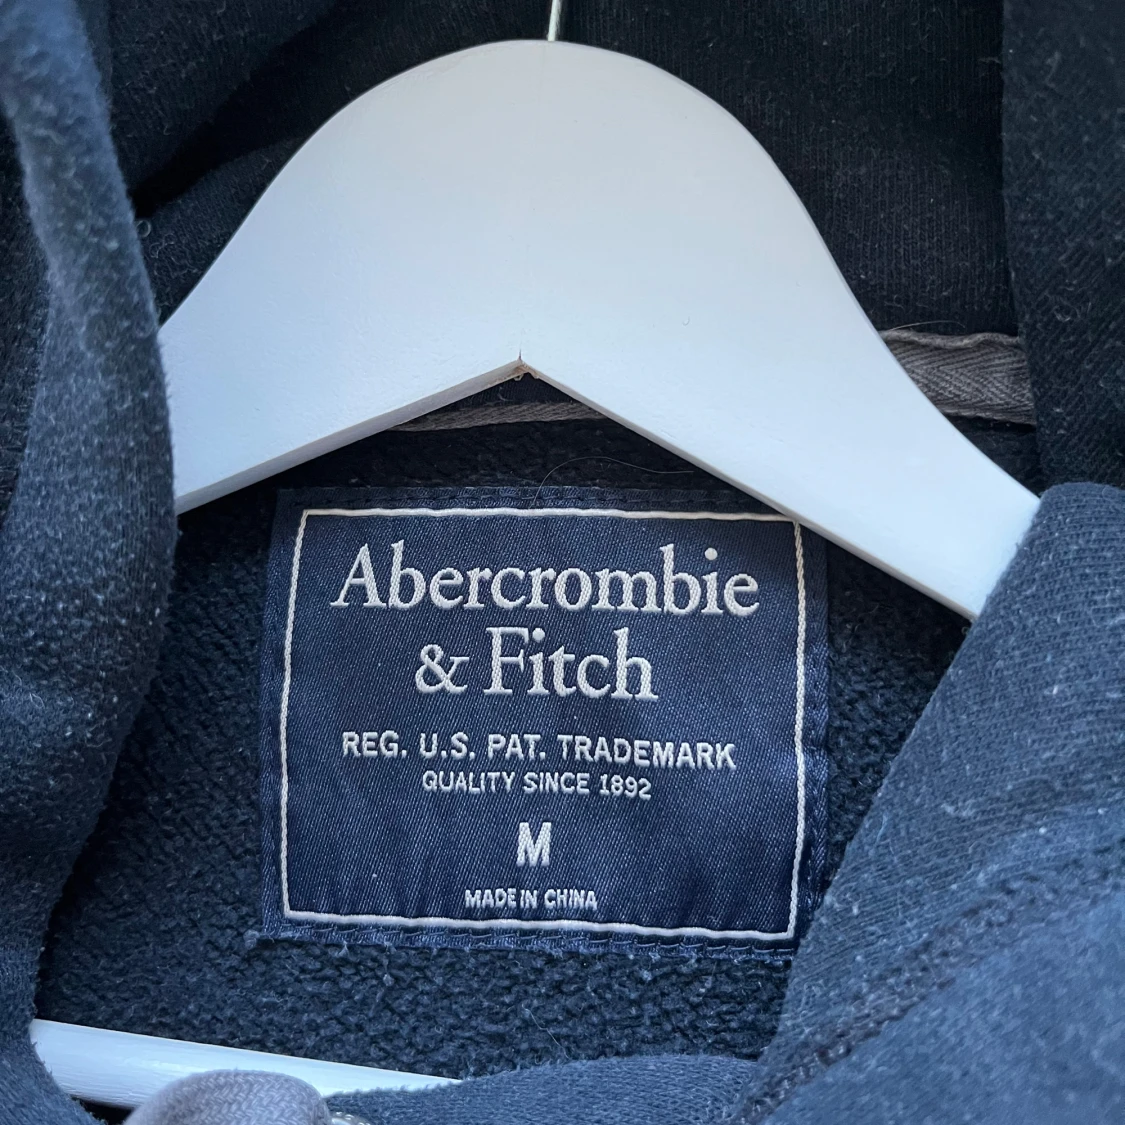 Abercrombie
& Fitch
REG. U.S. PAT. TRADEMARK
QUALITY SINCE 1892
M
MADE IN CHINA